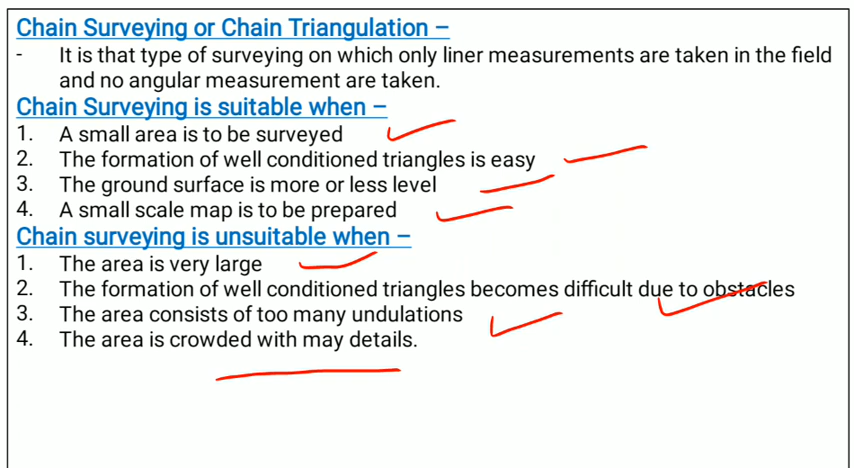 Chain Surveying or Chain Triangulation –
- It is that type of surveying on which only liner measurements are taken in the field
and no angular measurement are taken.
Chain Surveying is suitable when –
1. A small area is to be surveyed
2. The formation of well conditioned triangles is easy
3. The ground surface is more or less level
4. A small scale map is to be prepared
Chain surveying is unsuitable when –
1. The area is very large
2. The formation of well conditioned triangles becomes difficult due to obstacles
3. The area consists of too many undulations
4. The area is crowded with may details.